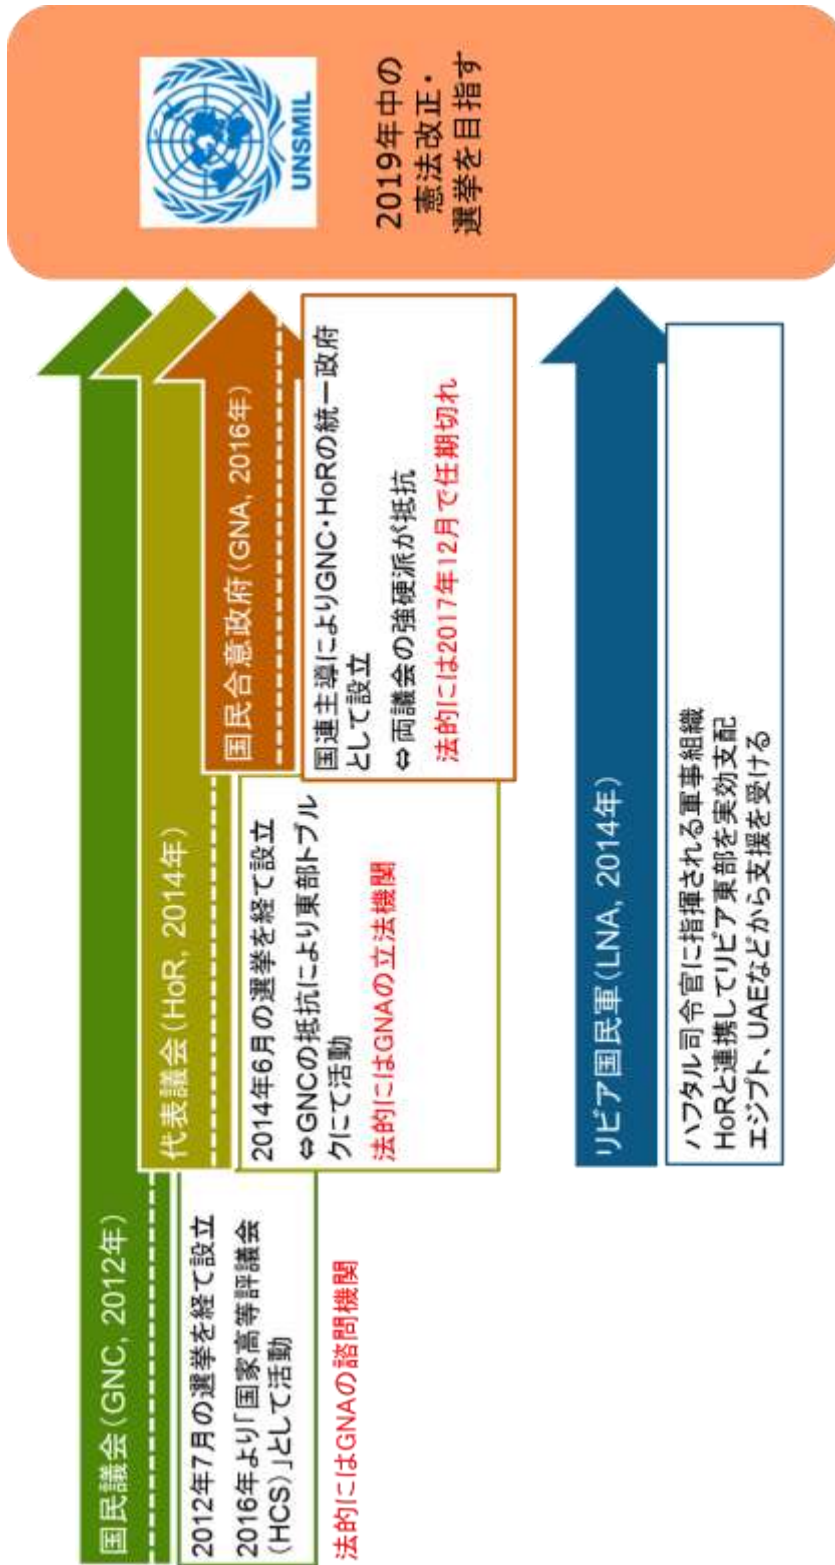 国民議会(GNC, 2012年)
2012年7月の選挙を経て設立
2016年より「国家高等評議会
(HCS)」として活動
法的にはGNAの諮問機関
代表議会(HoR, 2014年)
2014年6月の選挙を経て設立
⇔GNCの抵抗により東部トブル
クにて活動
法的にはGNAの立法機関
国民合意政府(GNA, 2016年)
国連主導によりGNC・HoRの統一政府
として設立
⇔両議会の強硬派が抵抗
法的には2017年12月で任期切れ
リビア国民軍(LNA, 2014年)
ハフタル司令官に指揮される軍事組織
HoRと連携してリビア東部を実効支配
エジプト、UAEなどから支援を受ける
UNSMIL
2019年中の
憲法改正・
選挙を目指す